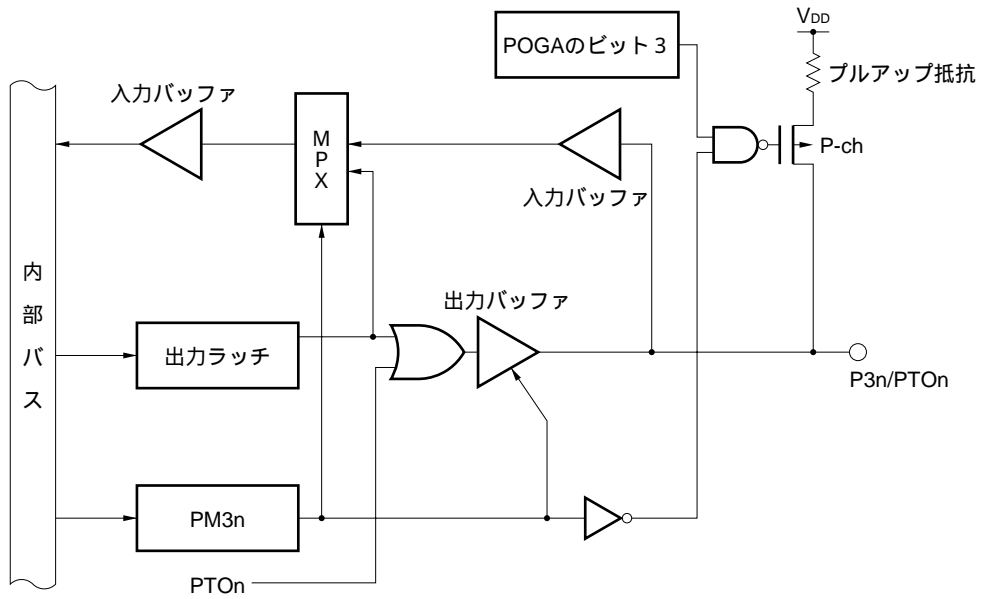 VDD
POGAのビット3
プルアップ抵抗
入力バッファ
MPX
P-ch
入力バッファ
内部バス
出力バッファ
出力ラッチ
P3n/PTOn
PM3n
PTOn